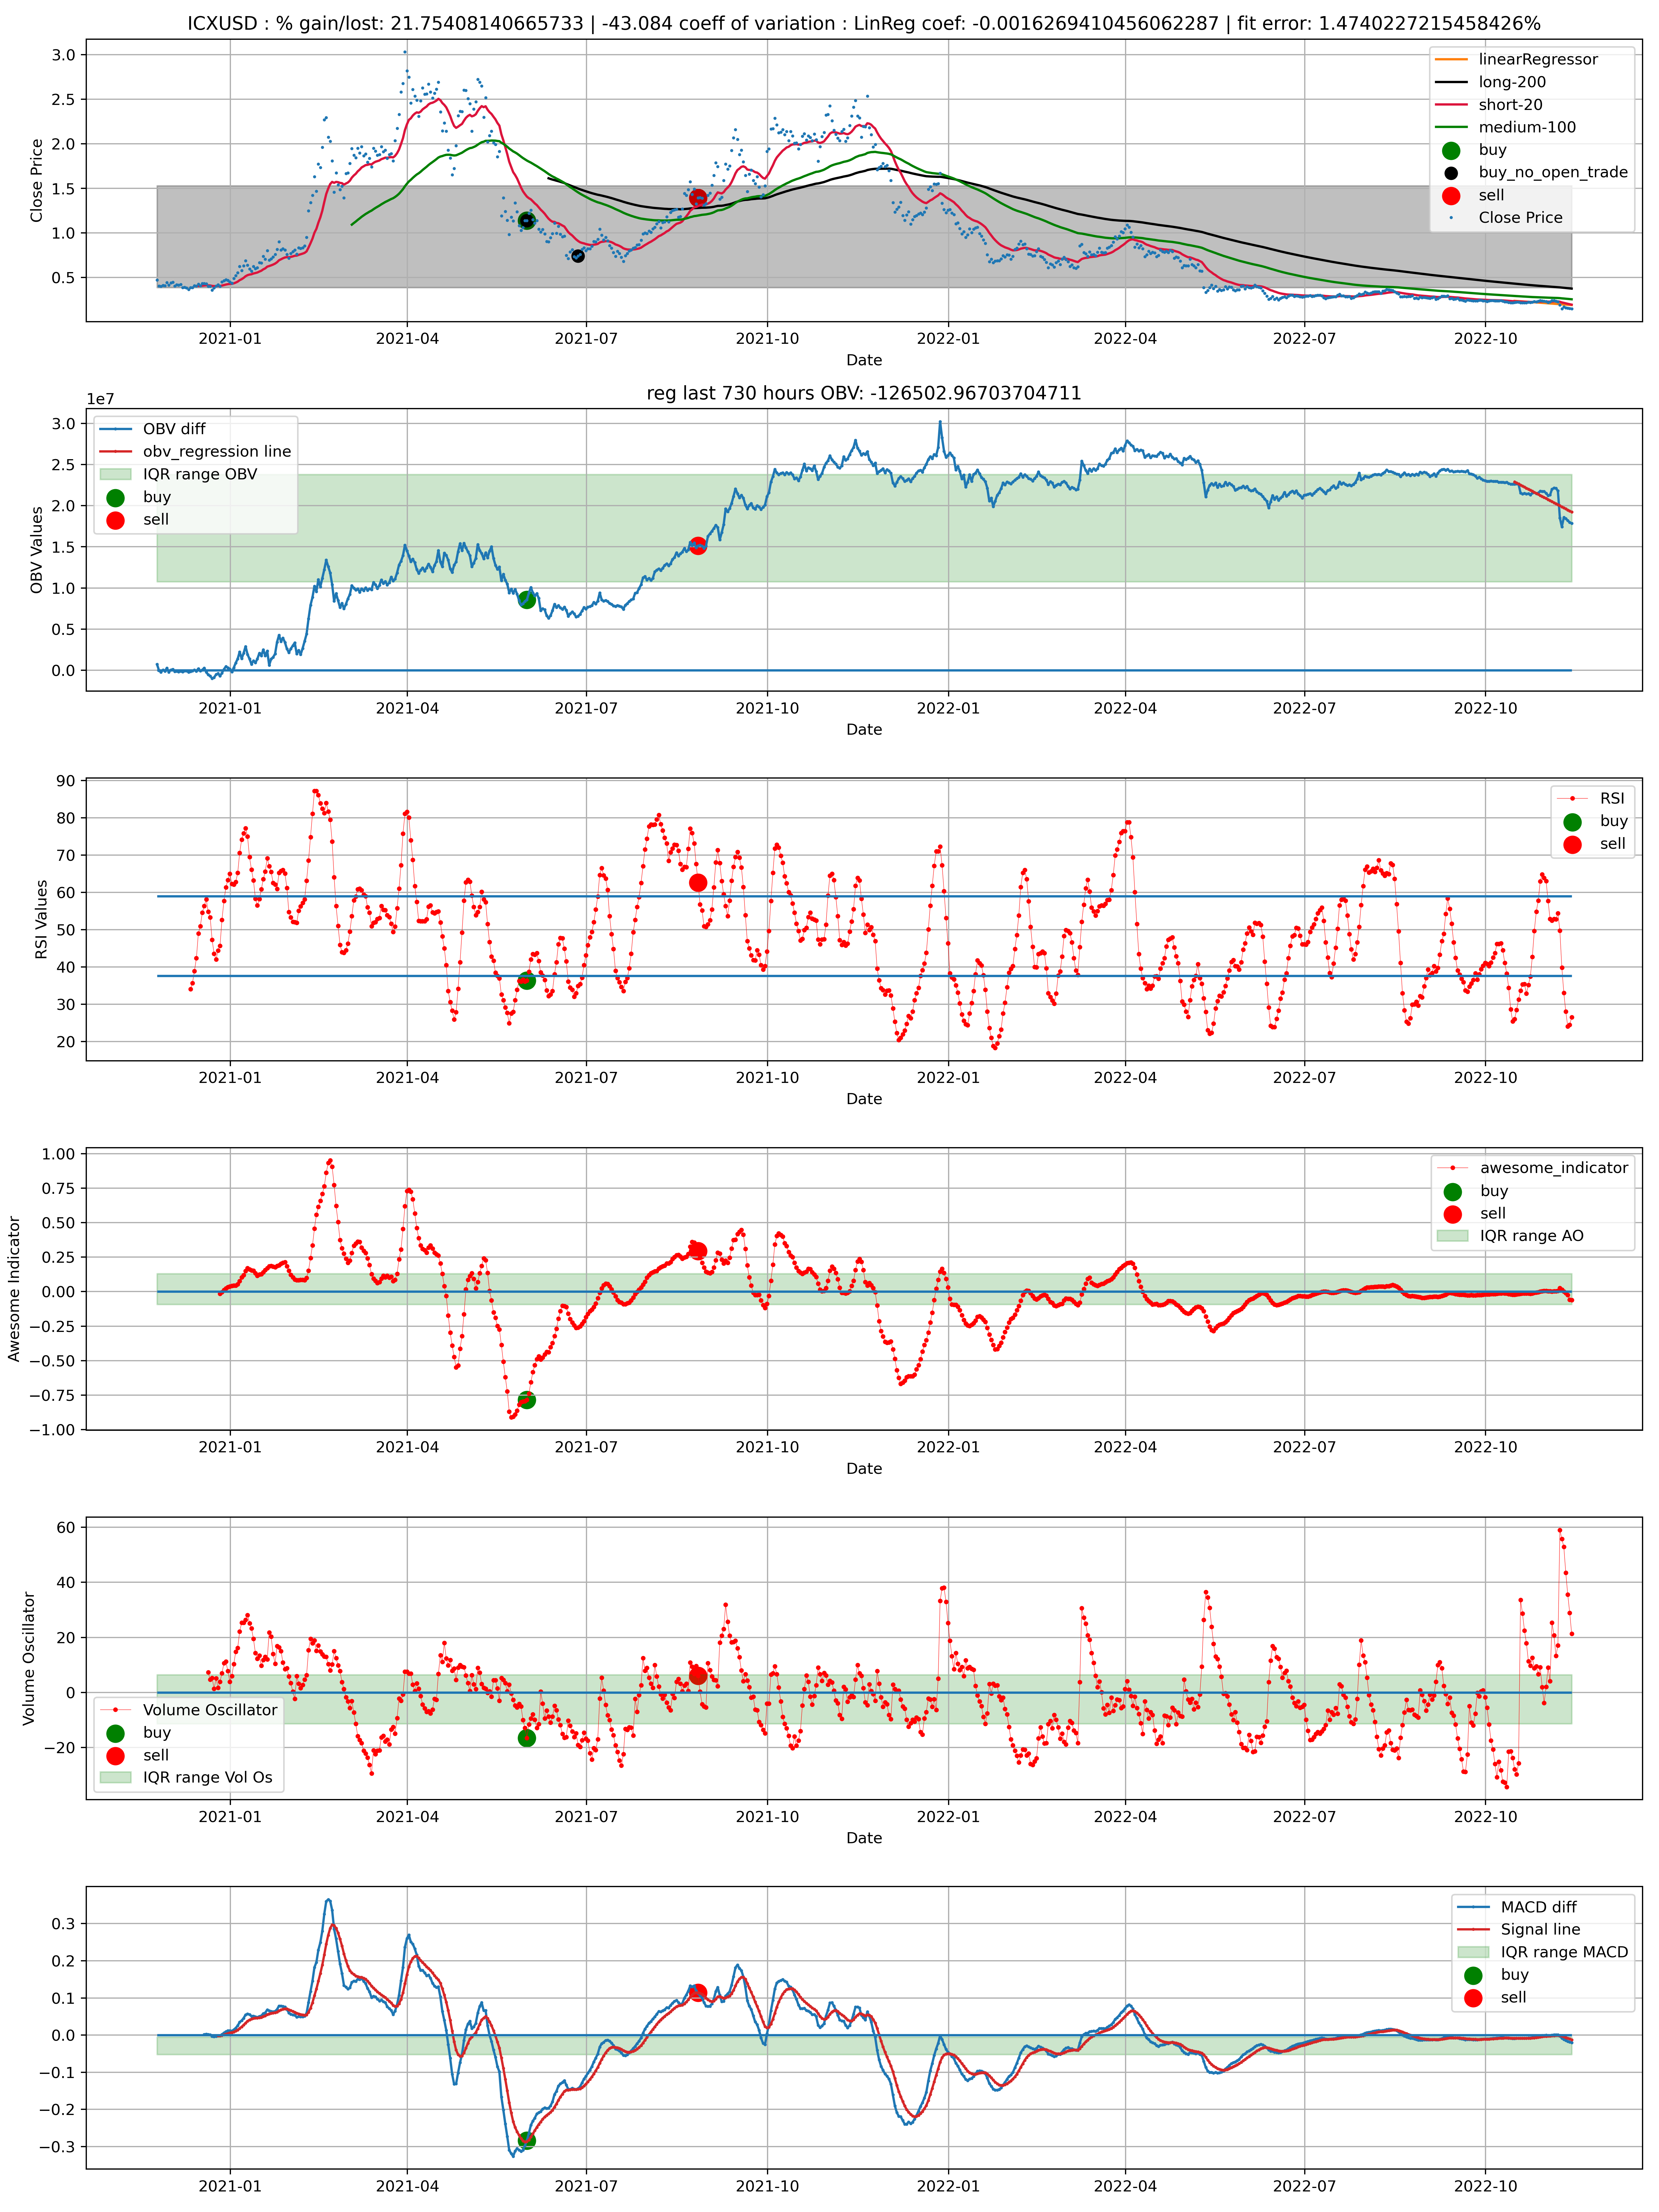 ICXUSD : % gain/lost: 21.75408140665733 | -43.084 coeff of variation : LinReg coef: -0.0016269410456062287 | fit error: 1.4740227215458426%
Close Price
3.0
2.5
2.0
1.5
1.0
0.5
linearRegressor
long-200
short-20
medium-100
buy
buy_no_open_trade
sell
Close Price
2021-01 2021-04 2021-07 2021-10 2022-01 2022-04 2022-07 2022-10
Date
reg last 730 hours OBV: -126502.96703704711
1e7
OBV Values
3.0
2.5
2.0
1.5
1.0
0.5
0.0
OBV diff
obv_regression line
IQR range OBV
buy
sell
2021-01 2021-04 2021-07 2021-10 2022-01 2022-04 2022-07 2022-10
Date
RSI Values
90
80
70
60
50
40
30
20
RSI
buy
sell
2021-01 2021-04 2021-07 2021-10 2022-01 2022-04 2022-07 2022-10
Date
Awesome Indicator
1.00
0.75
0.50
0.25
0.00
−0.25
−0.50
−0.75
−1.00
awesome_indicator
buy
sell
IQR range AO
2021-01 2021-04 2021-07 2021-10 2022-01 2022-04 2022-07 2022-10
Date
Volume Oscillator
60
40
20
0
−20
Volume Oscillator
buy
sell
IQR range Vol Os
2021-01 2021-04 2021-07 2021-10 2022-01 2022-04 2022-07 2022-10
Date
0.3
0.2
0.1
0.0
−0.1
−0.2
−0.3
MACD diff
Signal line
IQR range MACD
buy
sell
2021-01 2021-04 2021-07 2021-10 2022-01 2022-04 2022-07 2022-10